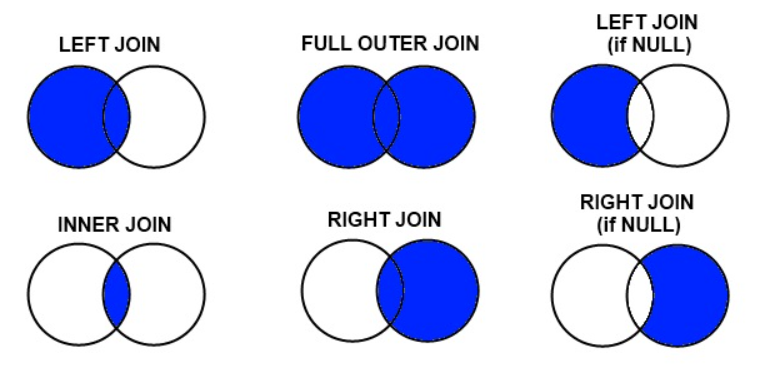 LEFT JOIN
FULL OUTER JOIN
LEFT JOIN
(if NULL)
INNER JOIN
RIGHT JOIN
RIGHT JOIN
(if NULL)